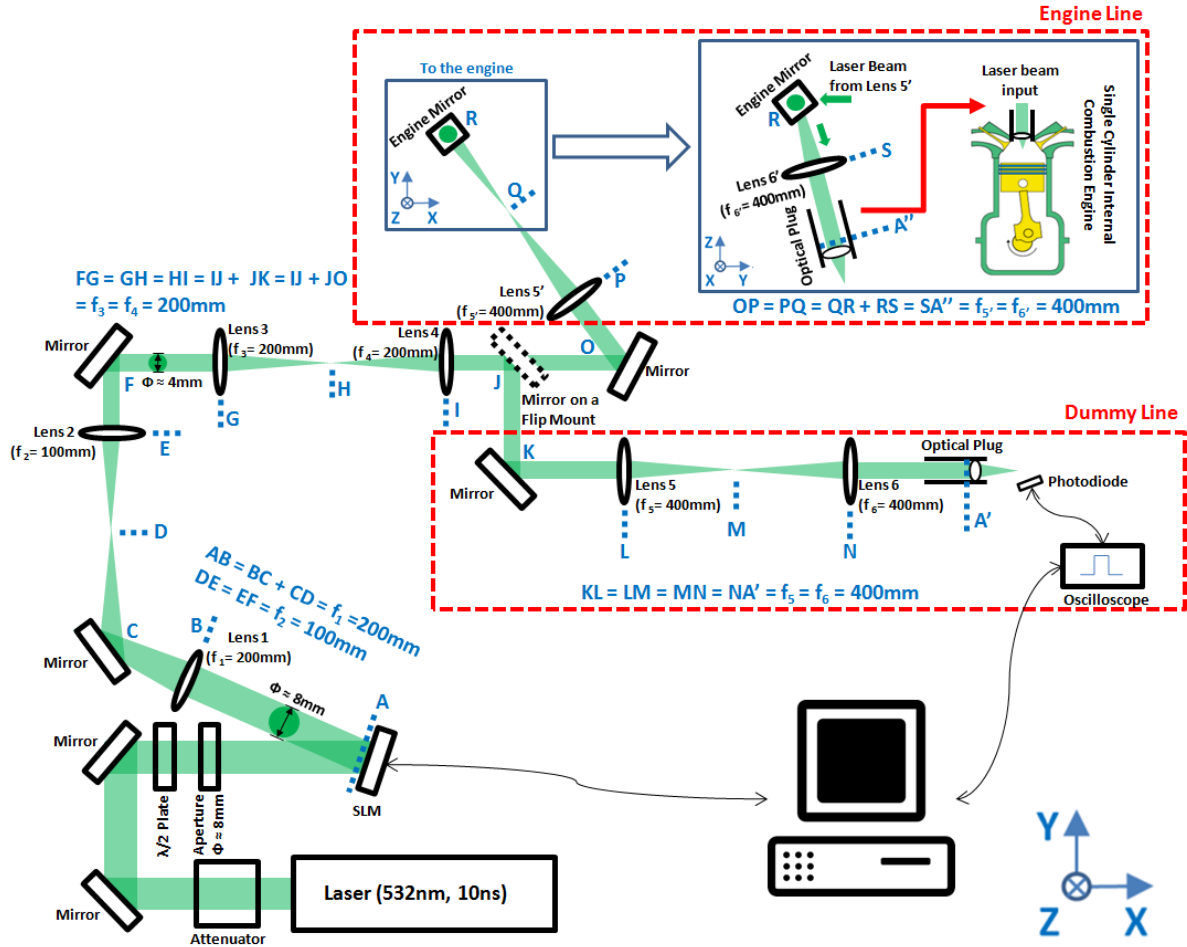 Engine Line
To the engine
Engine Mirror
R
Y
Z
X
Q
Engine Mirror
R
Laser Beam
from Lens 5’
Lens 6’
(f6’= 400mm)
S
Optical Plug
A’’
Z
X
Y
Laser beam
input
Single Cylinder Internal
Combustion Engine
P
Lens 5’
(f5’= 400mm)
OP = PQ = QR + RS = SA’’ = f5’= f6’ = 400mm
FG = GH = HI = IJ + JK = IJ + JO
= f3 = f4 = 200mm
Mirror
F
Φ ≈ 4mm
Lens 3
(f3= 200mm)
G
H
Lens 4
(f4= 200mm)
I
J
Mirror on a
Flip Mount
O
Mirror
Lens 2
(f2= 100mm)
E
D
Dummy Line
K
Mirror
Lens 5
(f5= 400mm)
L
M
Lens 6
(f6= 400mm)
N
Optical Plug
A’
Photodiode
Oscilloscope
KL = LM = MN = NA’ = f5 = f6 = 400mm
AB = BC + CD = f1 =200mm
DE = EF = f2 = 100mm
C
Mirror
B
Lens 1
(f1= 200mm)
Φ ≈ 8mm
A
SLM
Mirror
λ/2 Plate
Aperture
Φ ≈ 8mm
Mirror
Attenuator
Laser (532nm, 10ns)
Y
Z
X